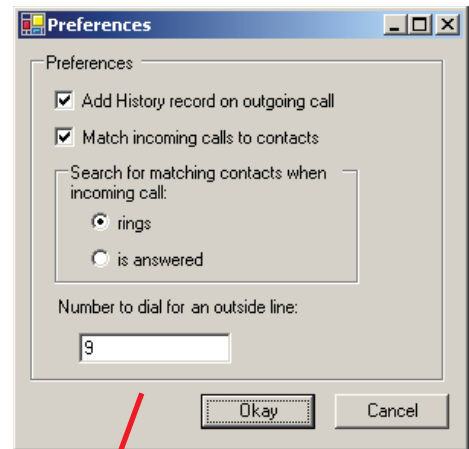 Preferences
Preferences
Add History record on outgoing call
Match incoming calls to contacts
Search for matching contacts when
incoming call:
rings
is answered
Number to dial for an outside line:
9
Okay
Cancel